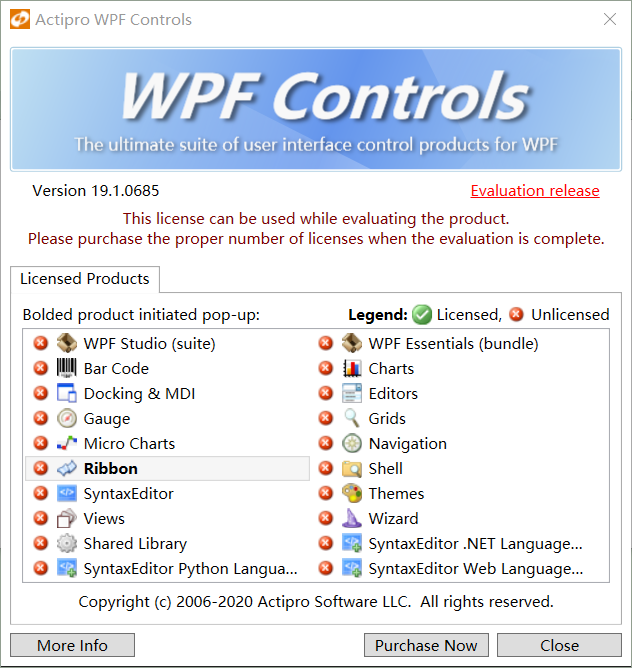 Actipro WPF Controls
WPF Controls
The ultimate suite of user interface control products for WPF
Version 19.1.0685
Evaluation release
This license can be used while evaluating the product.
Please purchase the proper number of licenses when the evaluation is complete.
Licensed Products
Bolded product initiated pop-up:
Legend: Licensed, Unlicensed
WPF Studio (suite)
WPF Essentials (bundle)
Bar Code
Charts
Docking & MDI
Editors
Gauge
Grids
Micro Charts
Navigation
Ribbon
Shell
SyntaxEditor
Themes
Views
Wizard
Shared Library
SyntaxEditor .NET Language...
SyntaxEditor Python Langua...
SyntaxEditor Web Language...
Copyright (c) 2006-2020 Actipro Software LLC.  All rights reserved.
More Info
Purchase Now
Close